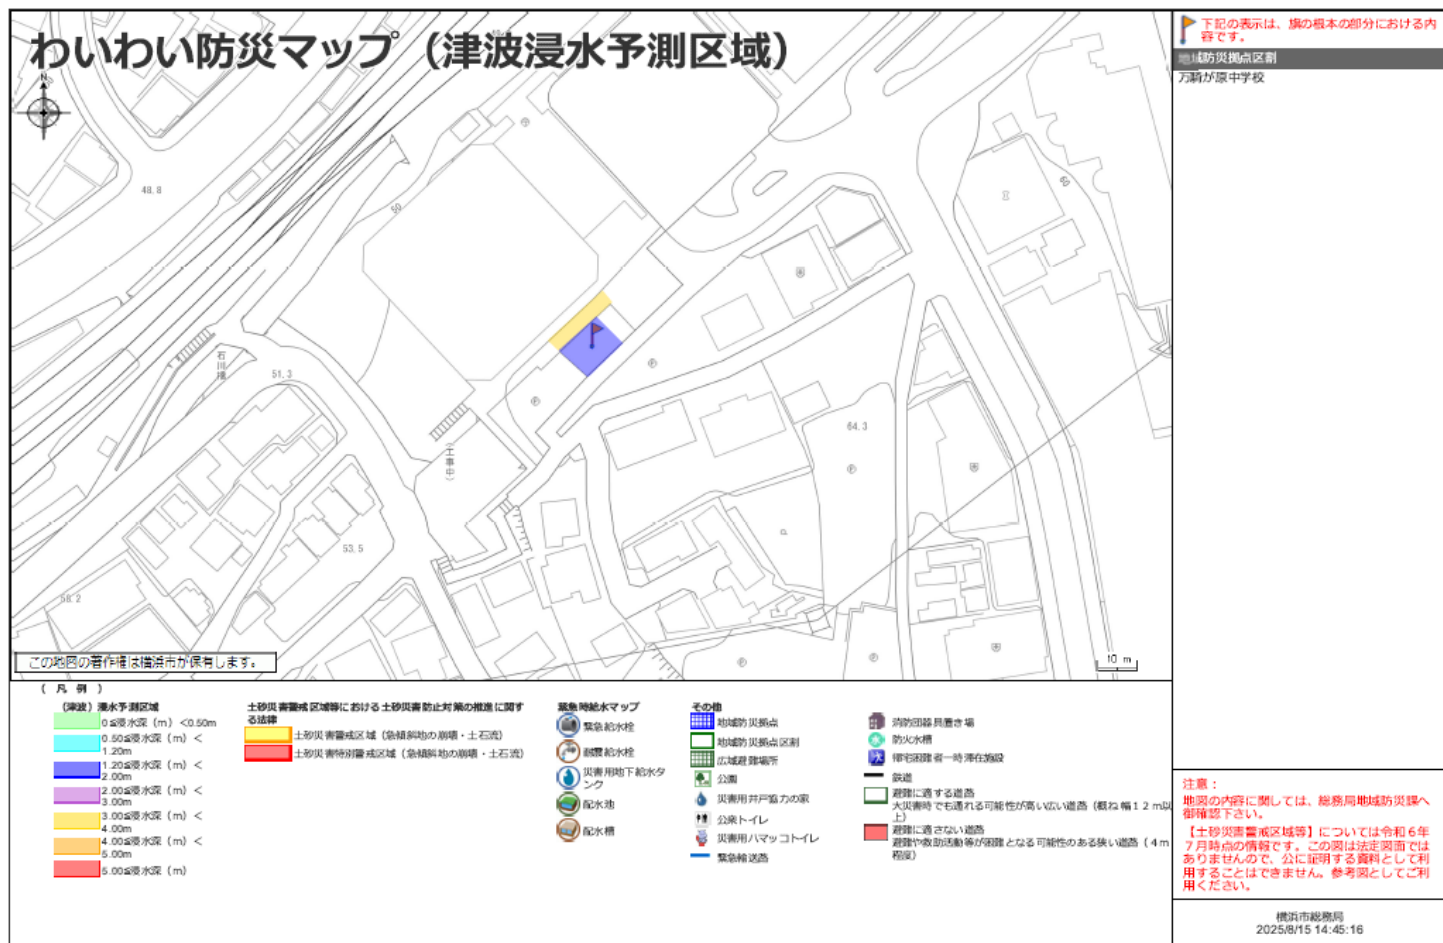 わいわい防災マップ（津波浸水予測区域）
N
48.8
50
60
石川橋
51.3
(工事中)
64.3
53.5
58.2
この地図の著作権は横浜市が保有します。
10 m
下記の表示は、旗の根本の部分における内
容です。
地域防災拠点区割
万騎が原中学校
（ 凡 例 ）
（津波）浸水予測区域
0≦浸水深（m）＜0.50m
0.50≦浸水深（m）＜
1.20m
1.20≦浸水深（m）＜
2.00m
2.00≦浸水深（m）＜
3.00m
3.00≦浸水深（m）＜
4.00m
4.00≦浸水深（m）＜
5.00m
5.00≦浸水深（m）
土砂災害警戒区域等における土砂災害防止対策の推進に関す
る法律
土砂災害警戒区域（急傾斜地の崩壊・土石流）
土砂災害特別警戒区域（急傾斜地の崩壊・土石流）
緊急時給水マップ
緊急給水栓
耐震給水栓
災害用地下給水タ
ンク
配水池
配水槽
その他
地域防災拠点
地域防災拠点区割
広域避難場所
公園
災害用井戸協力の家
公衆トイレ
災害用ハマッコトイレ
緊急輸送路
消防団器具置き場
防火水槽
帰宅困難者一時滞在施設
鉄道
避難に適する道路
大災害時でも通れる可能性が高い広い道路（概ね幅１２ｍ以
上）
避難に適さない道路
避難や救助活動等が困難となる可能性のある狭い道路（４ｍ
程度）
注意：
地図の内容に関しては、総務局地域防災課へ
御確認下さい。
【土砂災害警戒区域等】については令和６年
７月時点の情報です。この図は法定図面では
ありませんので、公に証明する資料として利
用することはできません。参考図としてご利
用ください。
横浜市総務局
2025/8/15 14:45:16